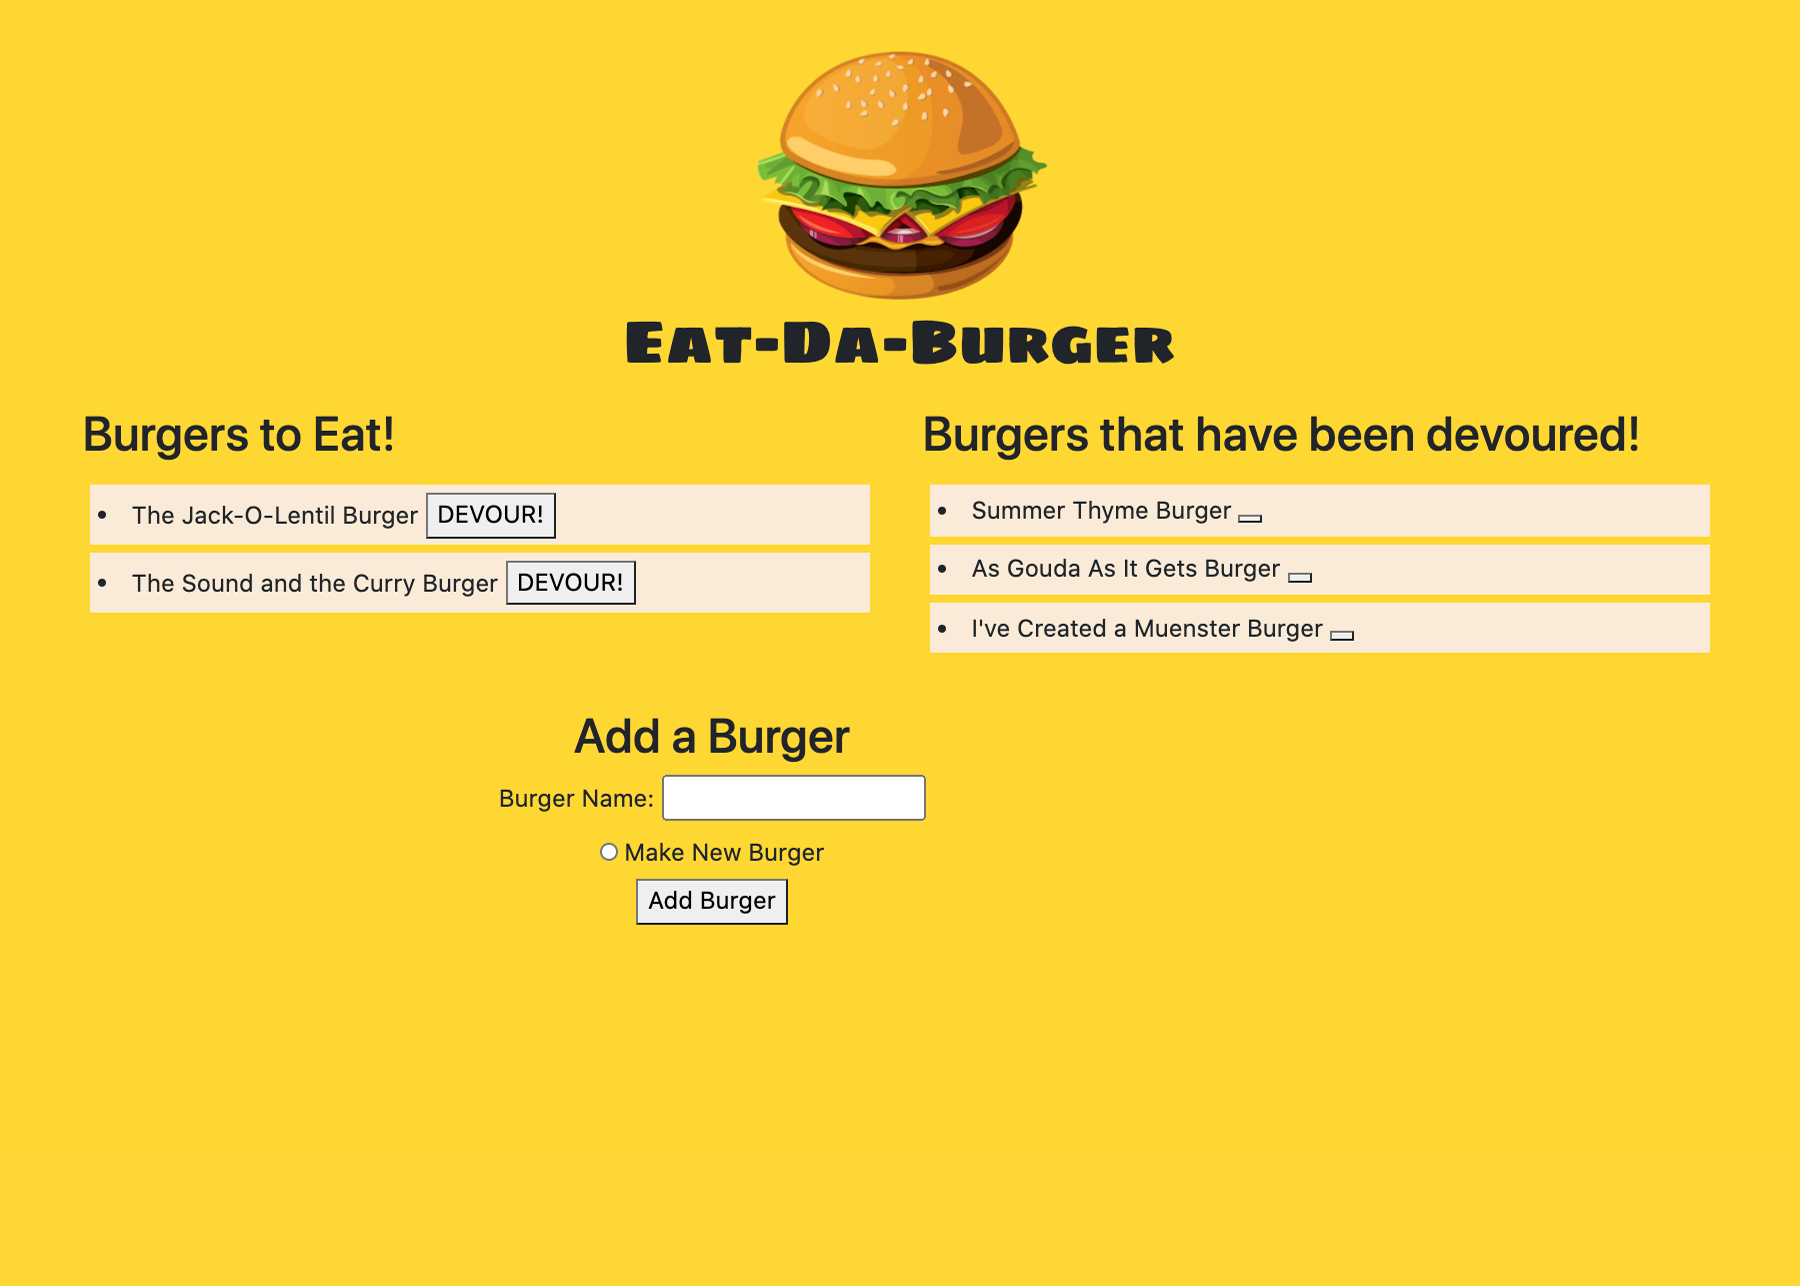 Eat-Da-Burger
Burgers to Eat!
• The Jack-O-Lentil Burger DEVOUR!
• The Sound and the Curry Burger DEVOUR!
Burgers that have been devoured!
• Summer Thyme Burger
• As Gouda As It Gets Burger
• I've Created a Muenster Burger
Add a Burger
Burger Name:
Make New Burger
Add Burger